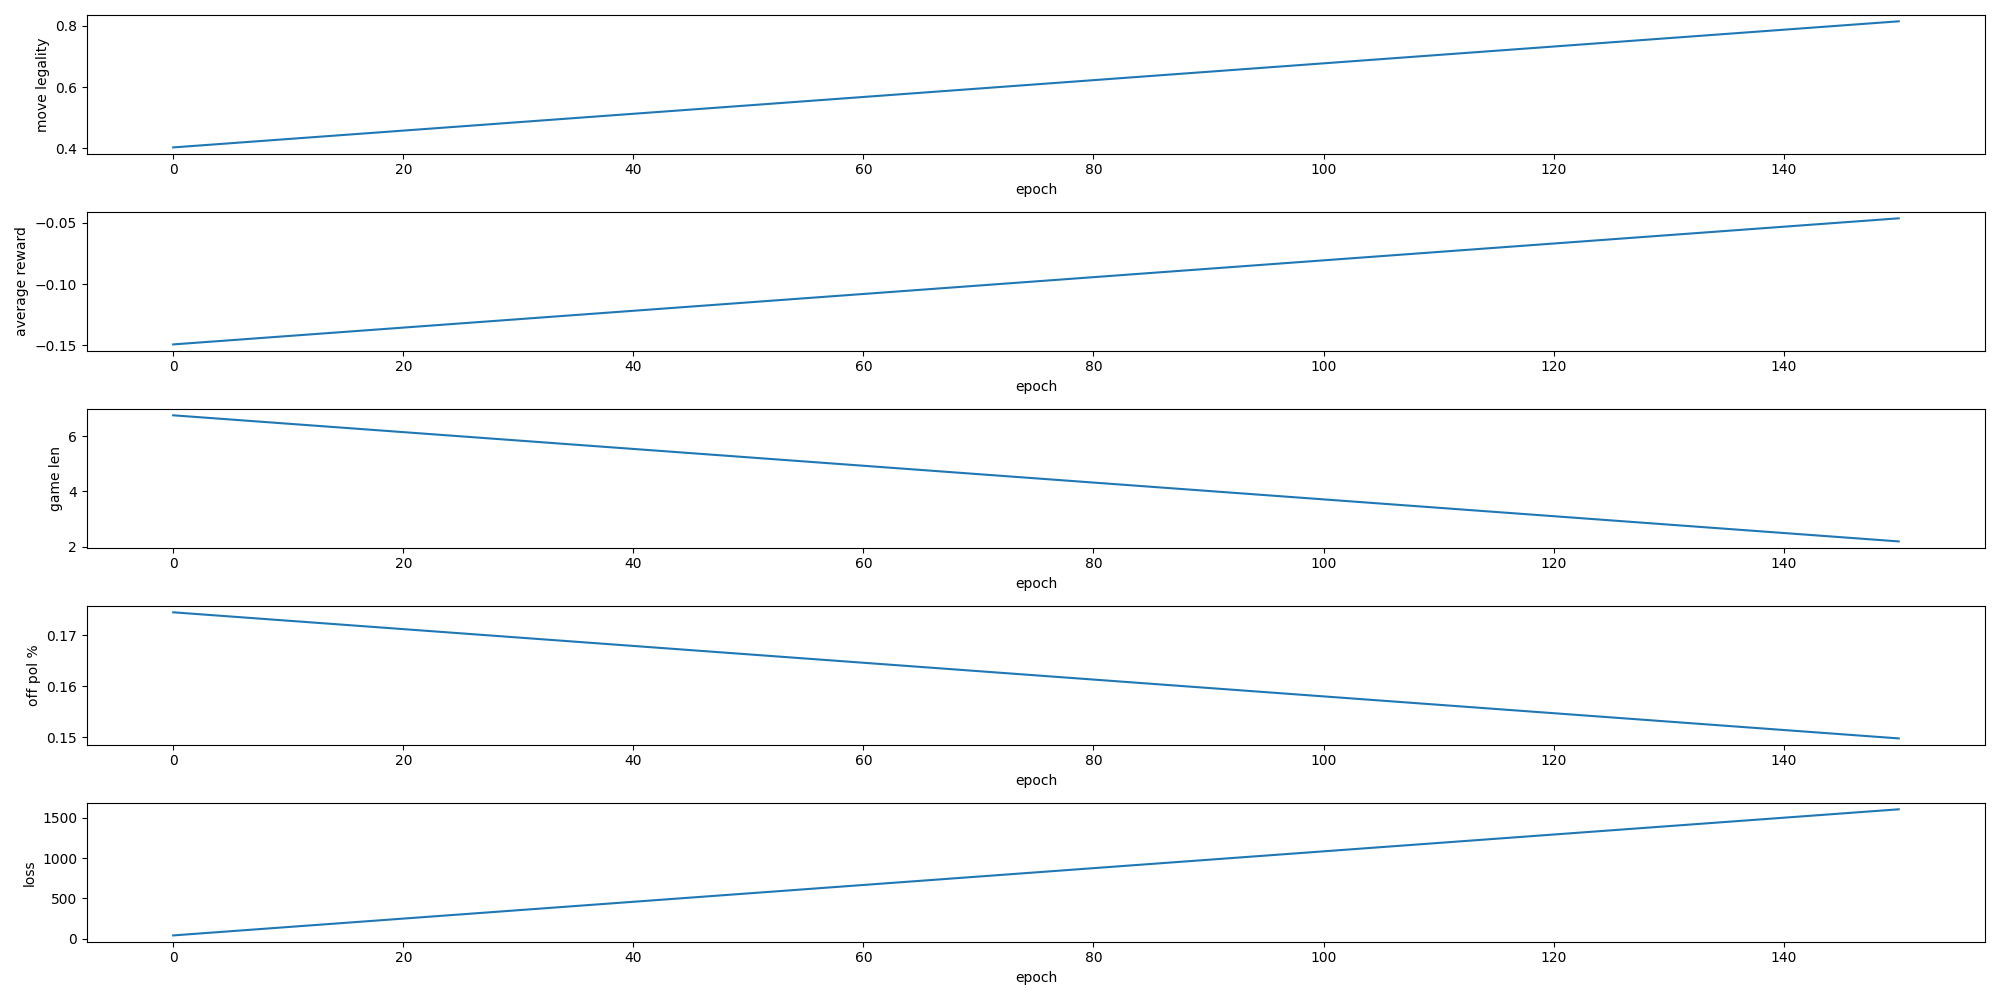 0.8
0.6
0.4
move legality
0 20 40 60 80 100 120 140
epoch
−0.05
−0.10
−0.15
average reward
0 20 40 60 80 100 120 140
epoch
6
4
2
game len
0 20 40 60 80 100 120 140
epoch
0.17
0.16
0.15
off pol %
0 20 40 60 80 100 120 140
epoch
1500
1000
500
0
loss
0 20 40 60 80 100 120 140
epoch